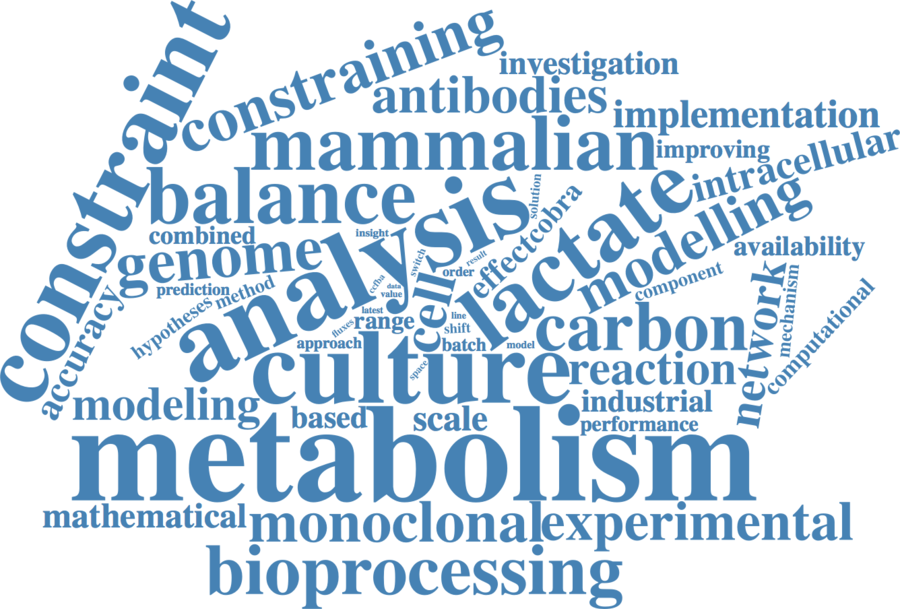 constraint
constraining
investigation
antibodies
implementation
mammalian
improving
intracellular
balance
analysis
solution
effect
cobra
lactate
modelling
combined
insight
switch
result
availability
genome
prediction
ccfba
data
value
order
component
mechanism
network
computational
accuracy
hypotheses
method
latest
fluxes
range
cell
line
shift
carbon
approach
batch
model
culture
space
reaction
modeling
based
scale
industrial
performance
metabolism
mathematical
monoclonal
experimental
bioprocessing